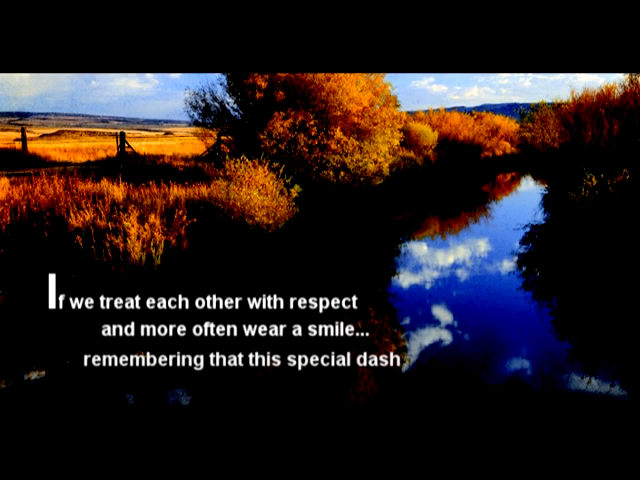 If we treat each other with respect
and more often wear a smile...
remembering that this special dash